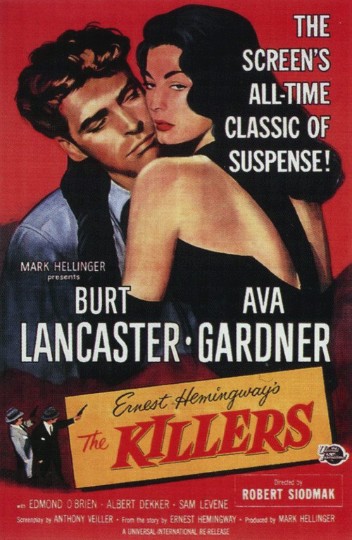 THE
SCREEN'S
ALL-TIME
CLASSIC OF
SUSPENSE!
MARK HELLINGER
presents
BURT LANCASTER · AVA GARDNER
Ernest Hemingway's
The KILLERS
Directed by
ROBERT SIODMAK
with EDMOND O'BRIEN - ALBERT DEKKER - SAM LEVENE
Screenplay by ANTHONY VEILLER - From the story by ERNEST HEMINGWAY - Produced by MARK HELLINGER
A UNIVERSAL-INTERNATIONAL RE-RELEASE